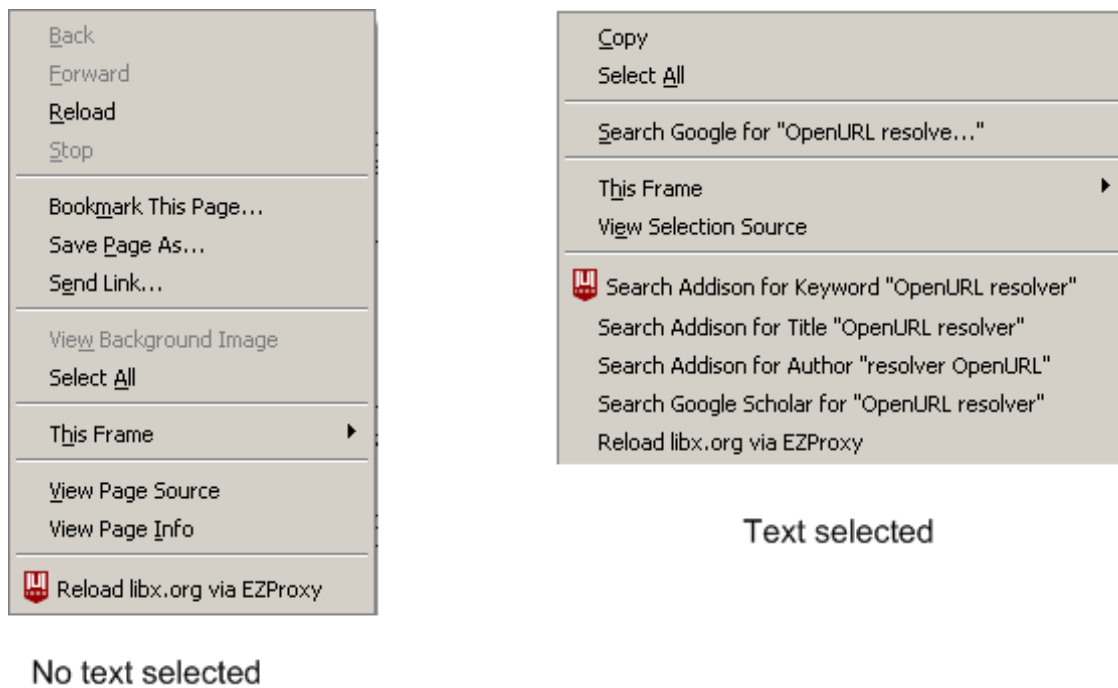 Back
Forward
Reload
Stop
Bookmark This Page...
Save Page As...
Send Link...
View Background Image
Select All
This Frame
View Page Source
View Page Info
Reload libx.org via EZProxy
No text selected
Copy
Select All
Search Google for "OpenURL resolve..."
This Frame
View Selection Source
Search Addison for Keyword "OpenURL resolver"
Search Addison for Title "OpenURL resolver"
Search Addison for Author "resolver OpenURL"
Search Google Scholar for "OpenURL resolver"
Reload libx.org via EZProxy
Text selected